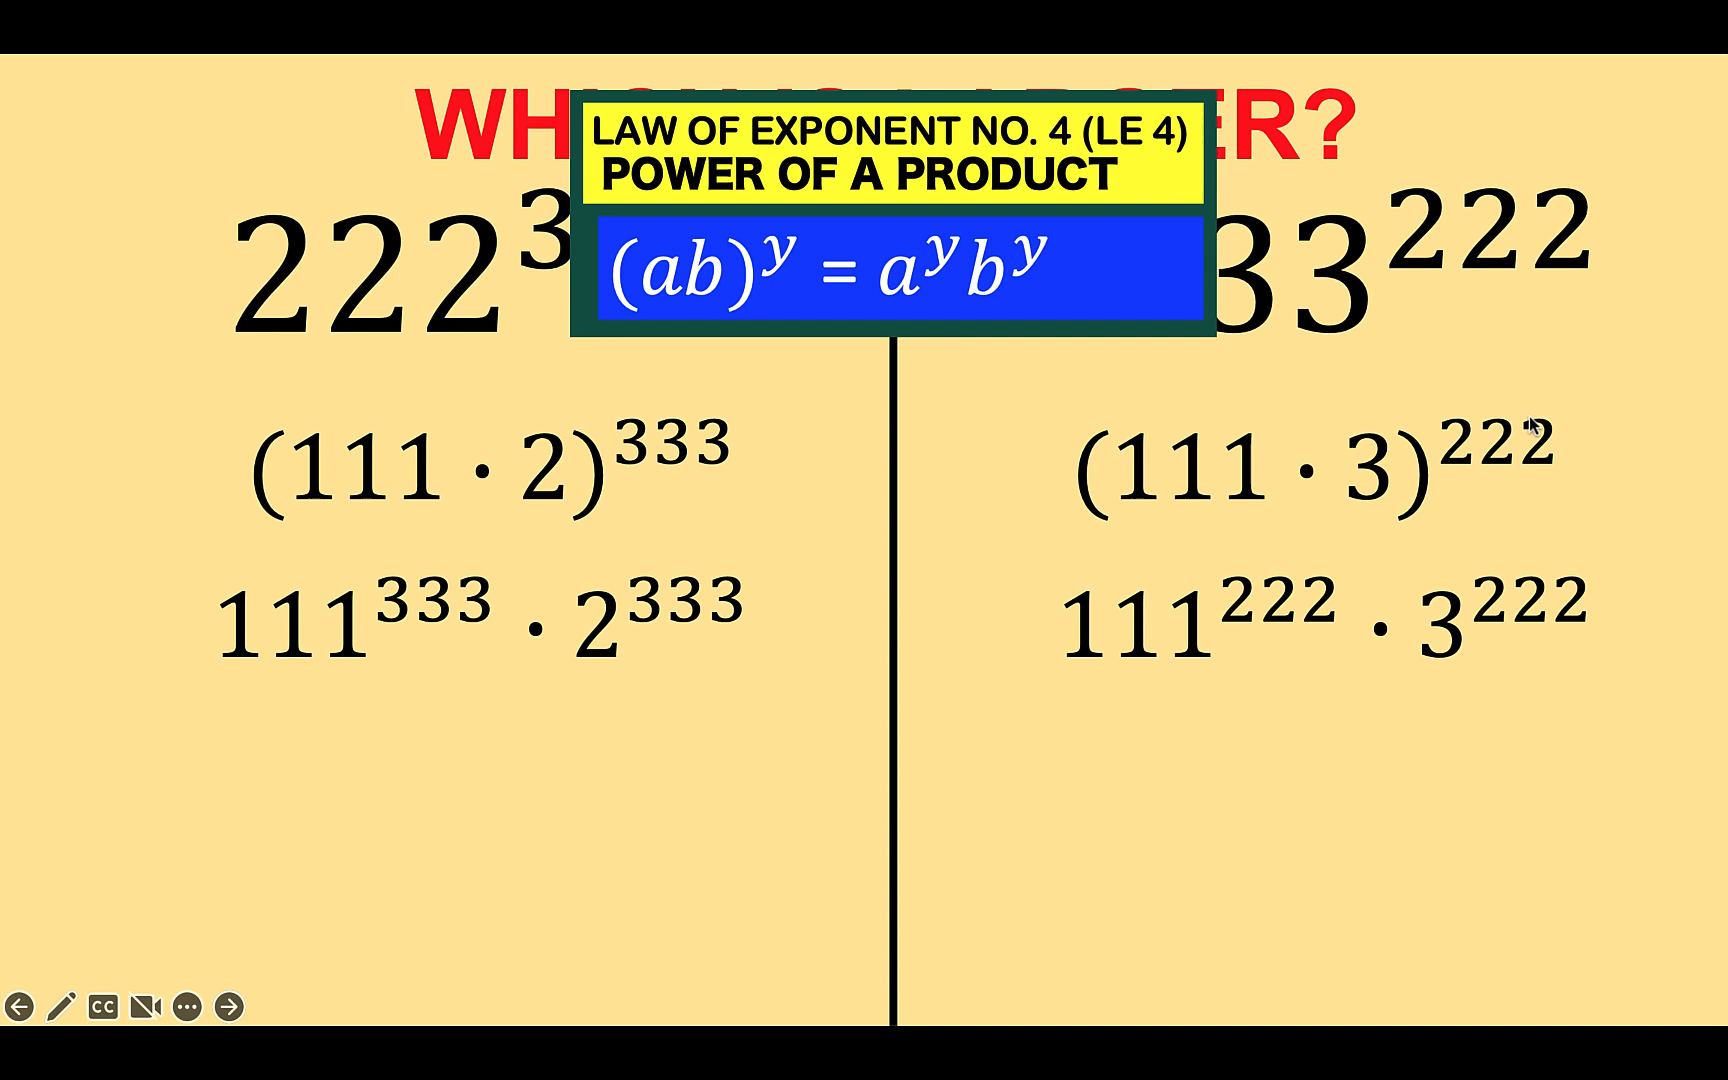 WH ER?
LAW OF EXPONENT NO. 4 (LE 4)
POWER OF A PRODUCT
(ab)^y = a^y b^y
222^3 33^222
(111 · 2)^333 (111 · 3)^222
111^333 · 2^333 111^222 · 3^222
CC